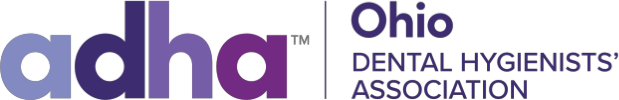 adha™
Ohio
DENTAL HYGIENISTS’
ASSOCIATION